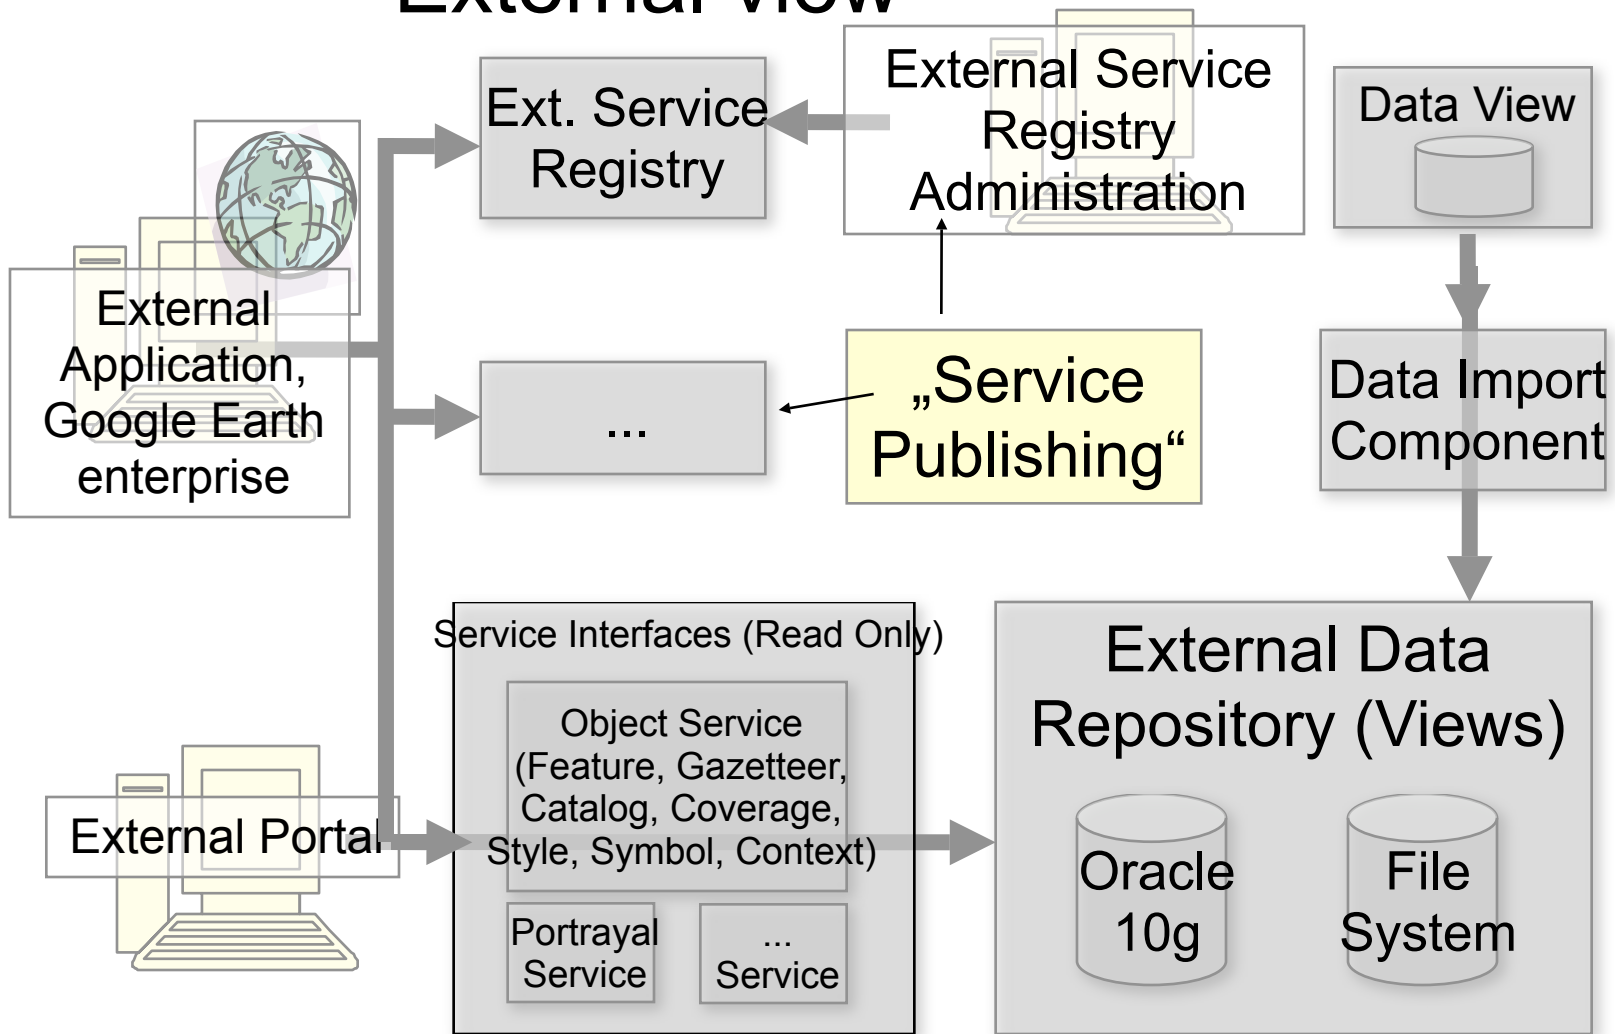 External view
Ext. Service
Registry
External Service
Registry
Administration
Data View
External
Application,
Google Earth
enterprise
...
„Service
Publishing“
Data Import
Component
Service Interfaces (Read Only)
Object Service
(Feature, Gazetteer,
Catalog, Coverage,
Style, Symbol, Context)
Portrayal
Service
...
Service
External Portal
External Data
Repository (Views)
Oracle
10g
File
System